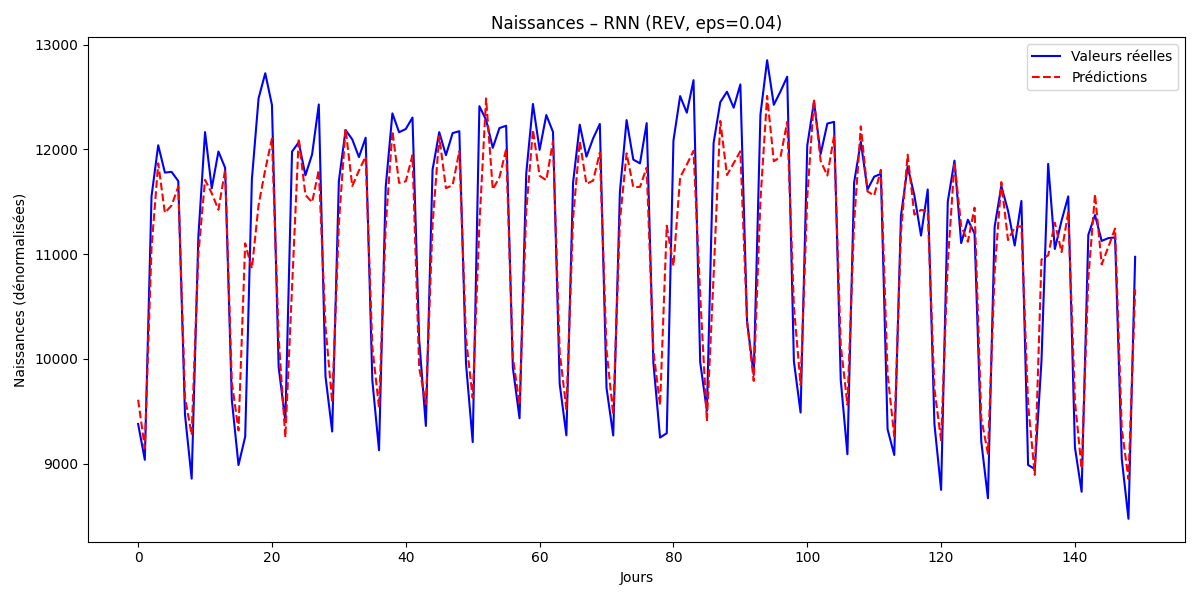 Naissances – RNN (REV, eps=0.04)
Valeurs réelles
Prédictions
Naissances (dénormalisées)
13000
12000
11000
10000
9000
0 20 40 60 80 100 120 140
Jours